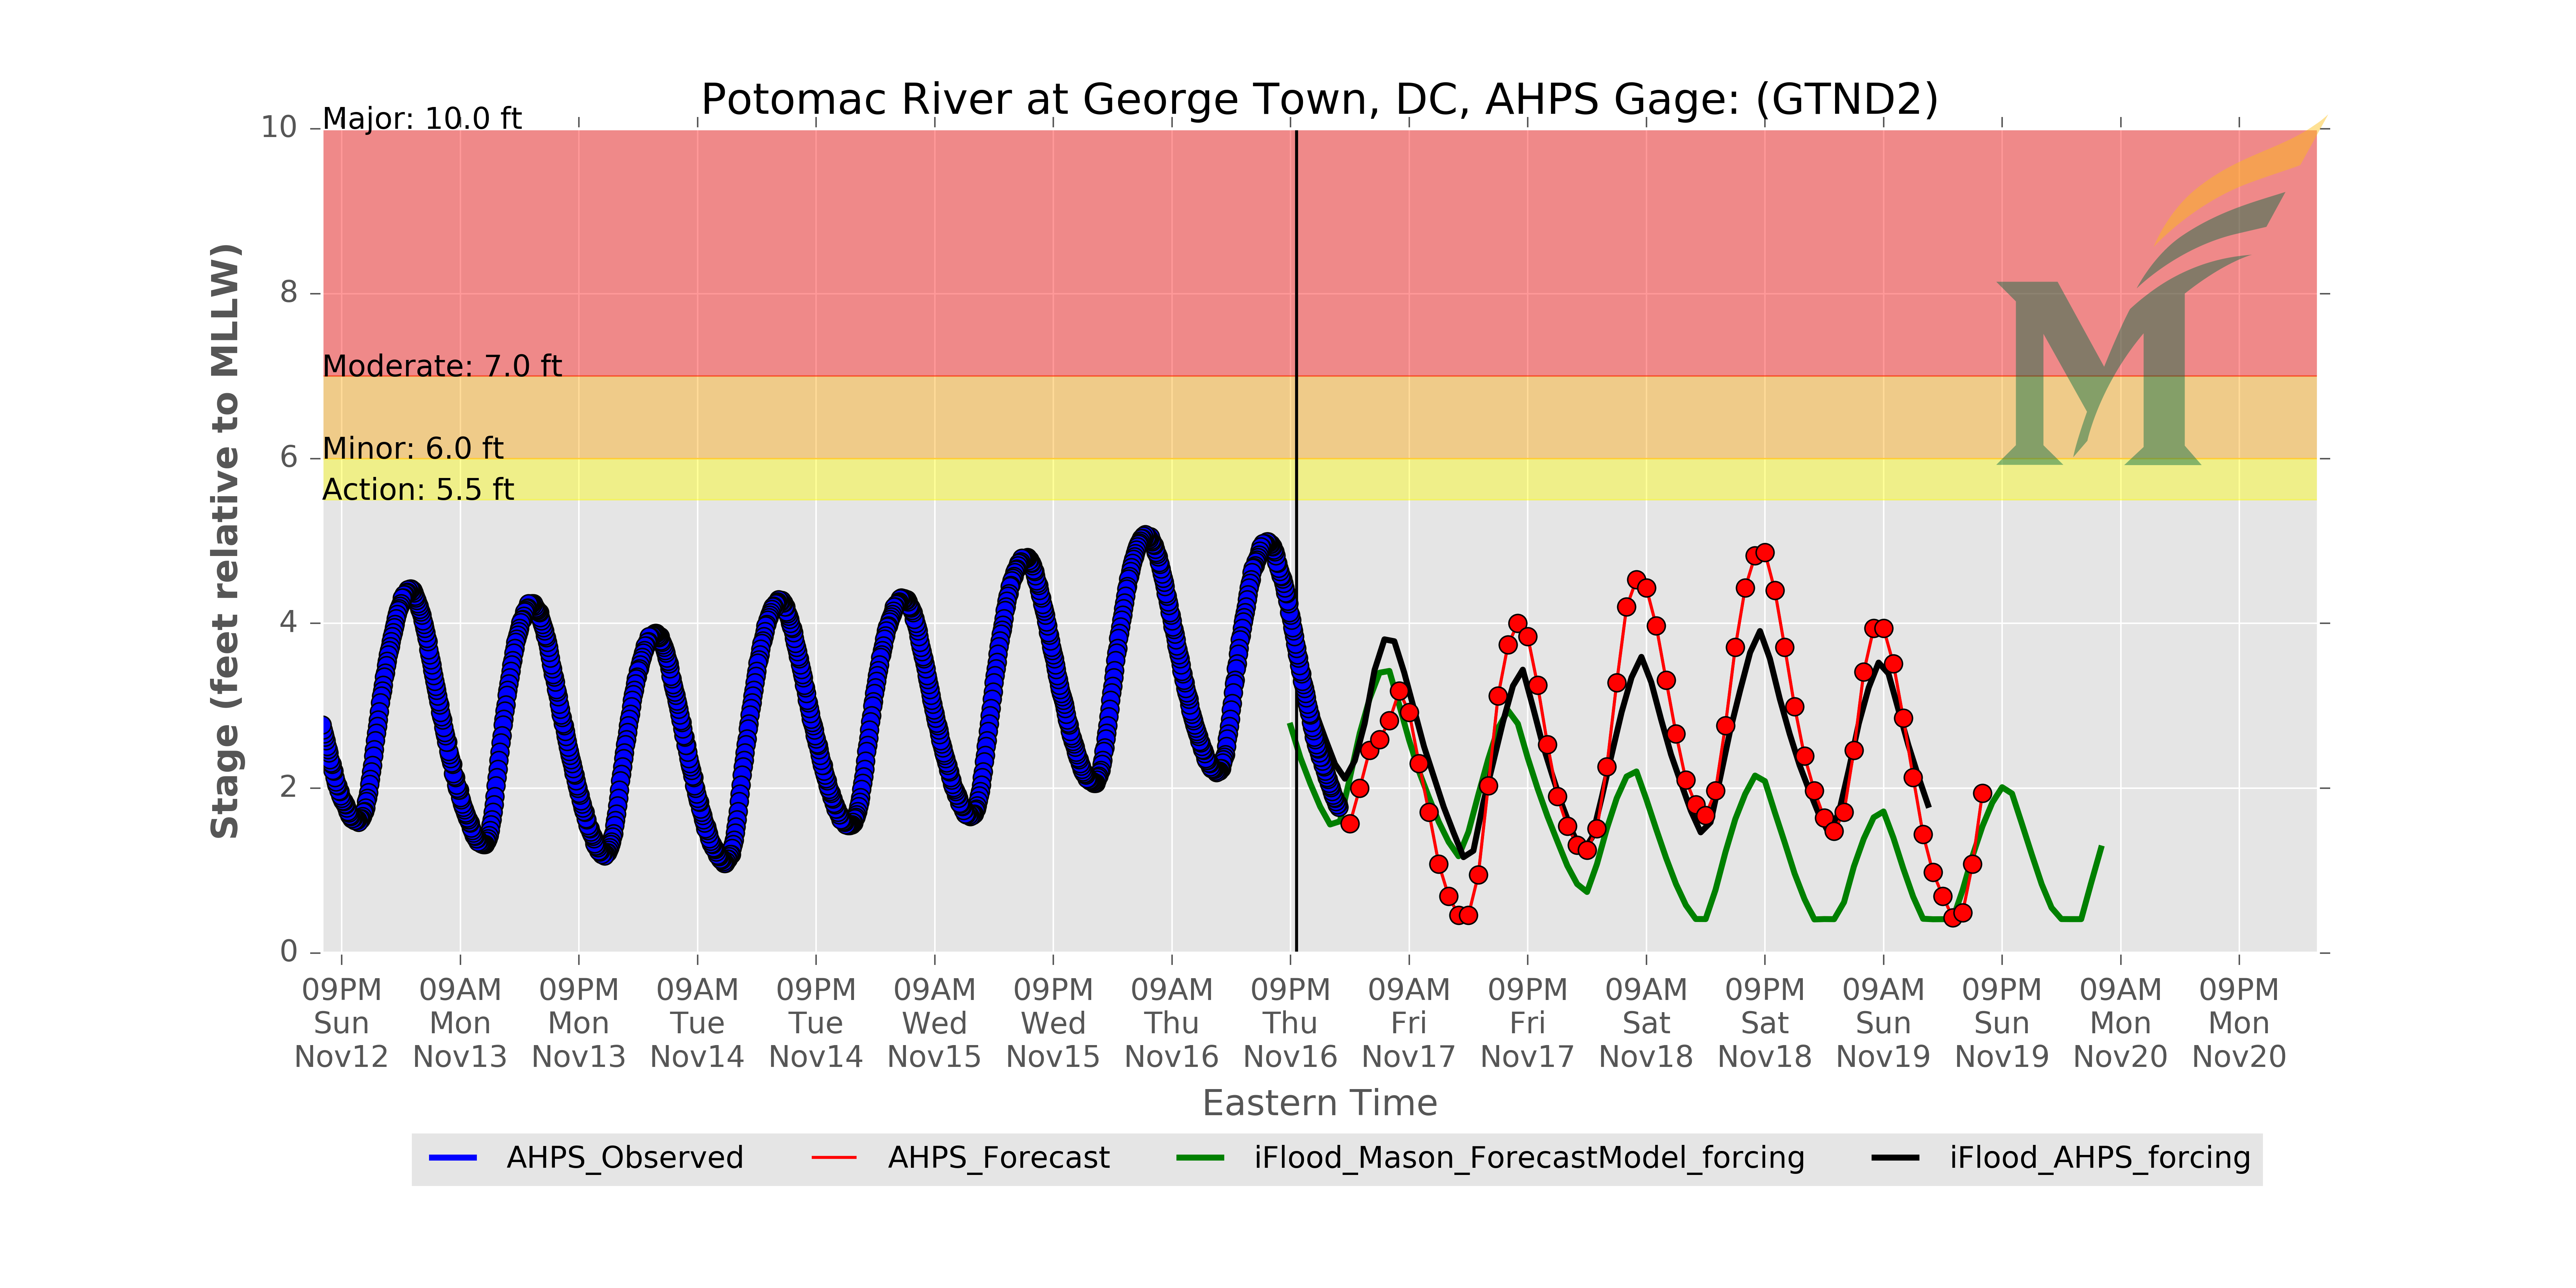 Potomac River at George Town, DC, AHPS Gage: (GTND2)
Major: 10.0 ft
Moderate: 7.0 ft
Minor: 6.0 ft
Action: 5.5 ft
10
8
6
4
2
0
Stage (feet relative to MLLW)
M
09PM 09AM 09PM 09AM 09PM 09AM 09PM 09AM 09PM 09AM 09PM 09AM 09PM 09AM 09PM 09AM 09PM
Sun Mon Mon Tue Tue Wed Wed Thu Thu Fri Fri Sat Sat Sun Sun Mon Mon
Nov12 Nov13 Nov13 Nov14 Nov14 Nov15 Nov15 Nov16 Nov16 Nov17 Nov17 Nov18 Nov18 Nov19 Nov19 Nov20 Nov20
Eastern Time
AHPS_Observed AHPS_Forecast iFlood_Mason_ForecastModel_forcing iFlood_AHPS_forcing